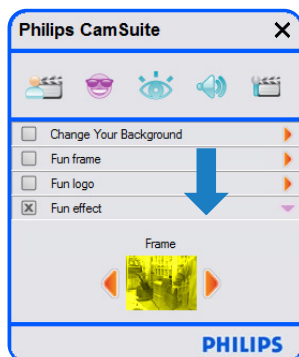 Philips CamSuite
Change Your Background
Fun frame
Fun logo
Fun effect
Frame
PHILIPS